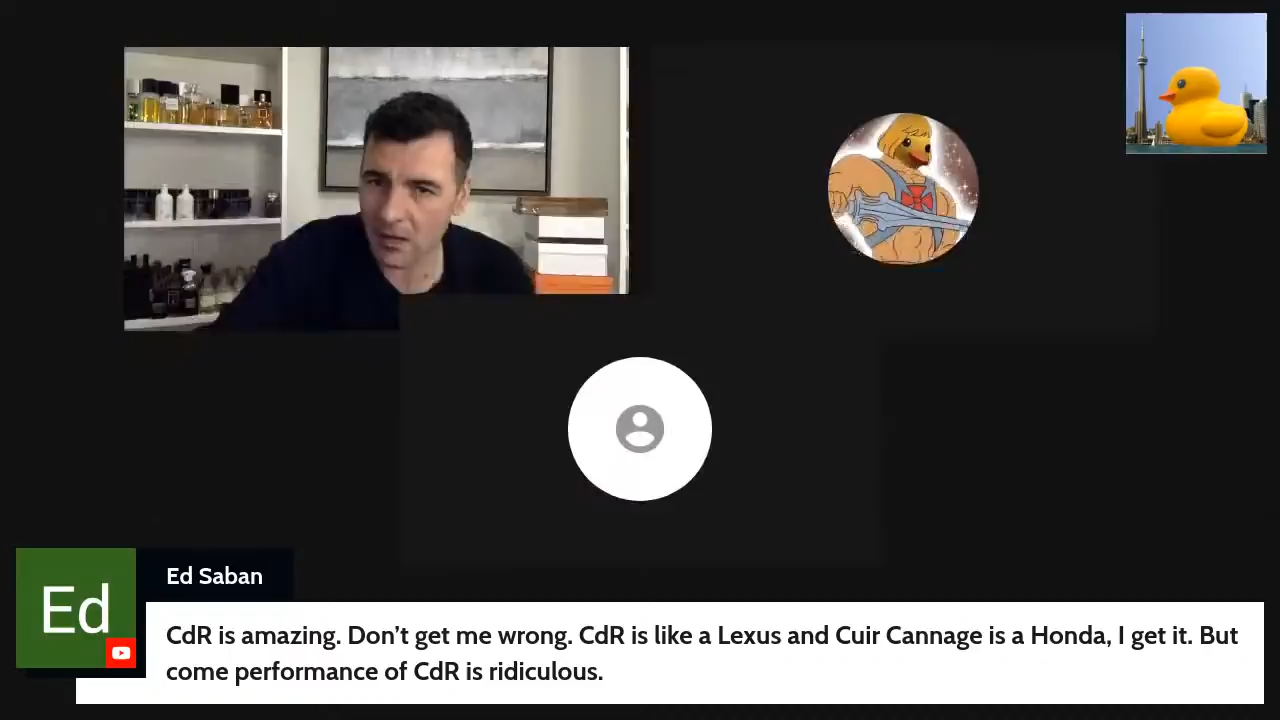 Ed
Ed Saban
CdR is amazing. Don't get me wrong. CdR is like a Lexus and Cuir Cannage is a Honda, I get it. But
come performance of CdR is ridiculous.